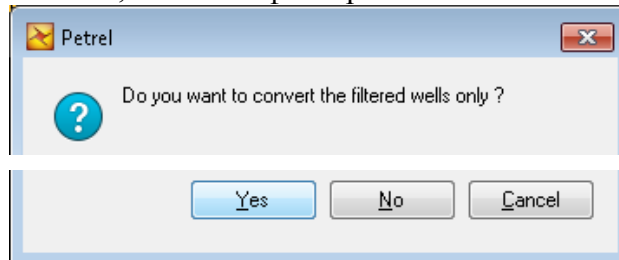 Petrel
Do you want to convert the filtered wells only ?
Yes No Cancel